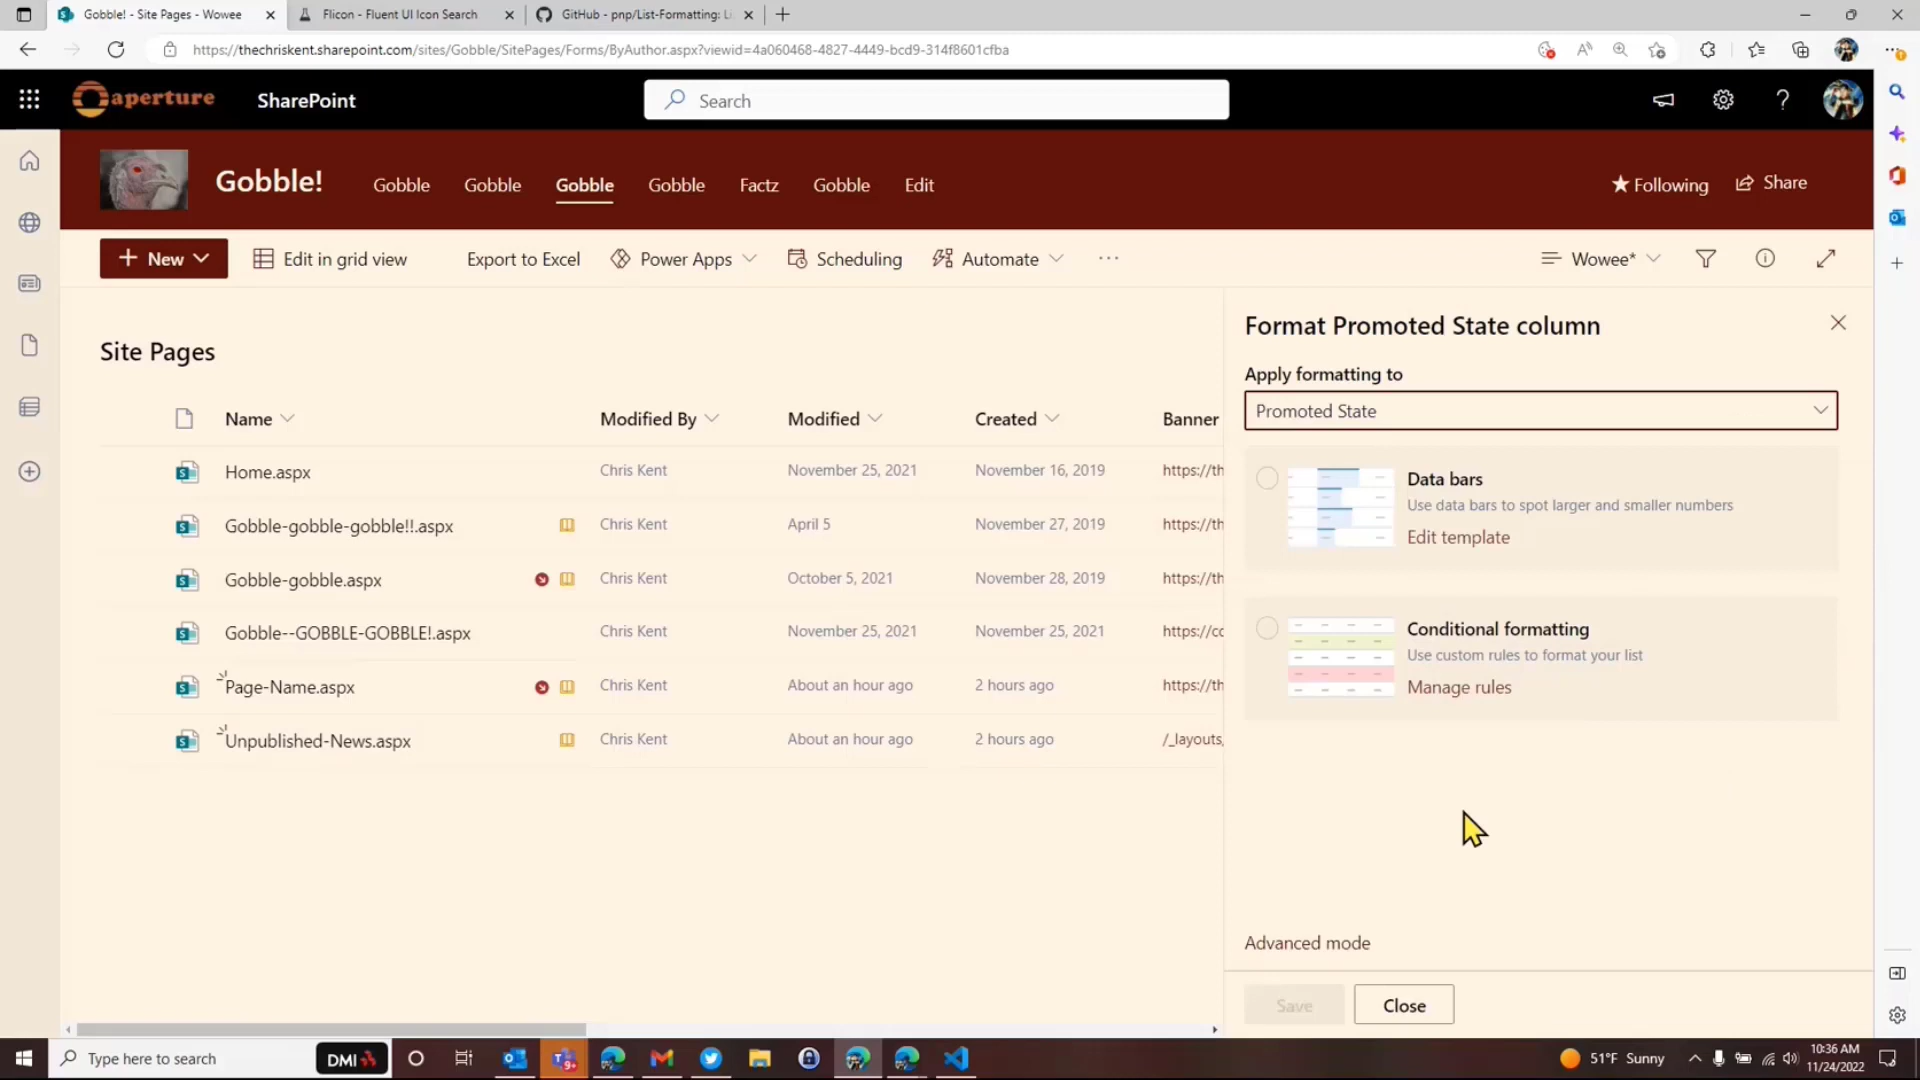 Gobble! - Site Pages - Wowee
Flicon - Fluent UI Icon Search
GitHub - pnp/List-Formatting: Li
https://thechriskent.sharepoint.com/sites/Gobble/SitePages/Forms/ByAuthor.aspx?viewid=4a060468-4827-4449-bcd9-314f8601cfba
aperture
SharePoint
Search
Gobble!
Gobble
Gobble
Gobble
Gobble
Factz
Gobble
Edit
Following
Share
New
Edit in grid view
Export to Excel
Power Apps
Scheduling
Automate
Wowee*
Site Pages
Name
Modified By
Modified
Created
Banner
Home.aspx
Chris Kent
November 25, 2021
November 16, 2019
https://th
Gobble-gobble-gobble!!.aspx
Chris Kent
April 5
November 27, 2019
https://th
Gobble-gobble.aspx
Chris Kent
October 5, 2021
November 28, 2019
https://th
Gobble--GOBBLE-GOBBLE!.aspx
Chris Kent
November 25, 2021
November 25, 2021
https://cc
Page-Name.aspx
Chris Kent
About an hour ago
2 hours ago
https://th
Unpublished-News.aspx
Chris Kent
About an hour ago
2 hours ago
/_layouts,
Format Promoted State column
Apply formatting to
Promoted State
Data bars
Use data bars to spot larger and smaller numbers
Edit template
Conditional formatting
Use custom rules to format your list
Manage rules
Advanced mode
Save
Close
Type here to search
DMI
9+
51°F Sunny
10:36 AM
11/24/2022